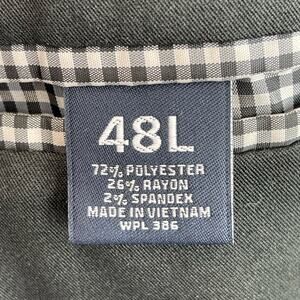 48L
72% POLYESTER
26% RAYON
2% SPANDEX
MADE IN VIETNAM
WPL 386